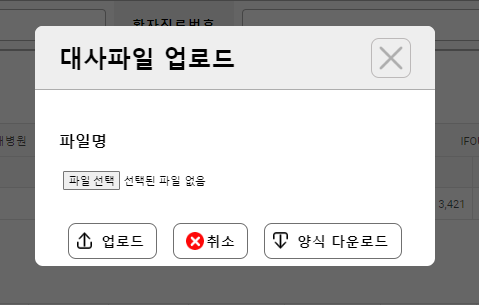 환자진료번호
대사파일 업로드
병원
파일명
파일 선택 선택된 파일 없음
3,421
업로드 취소 양식 다운로드